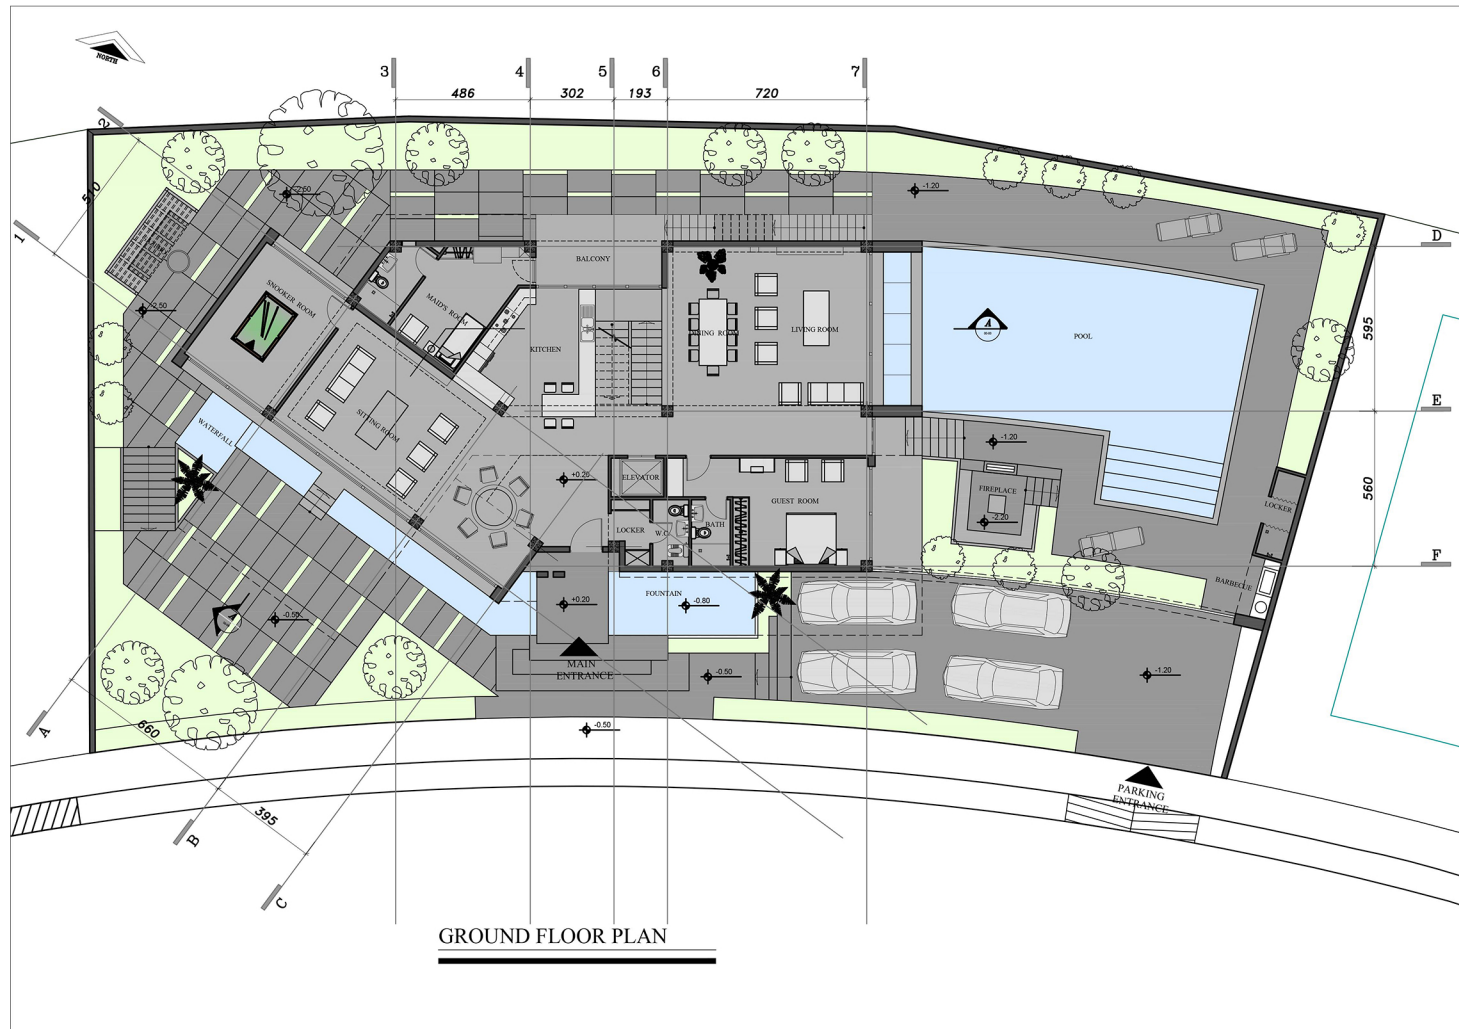 NORTH
3
4
5
6
7
486
302
193
720
2
510
1
-2.50
-1.20
D
BALCONY
SNOOKER ROOM
MAID'S ROOM
-2.50
DINING ROOM
LIVING ROOM
A
POOL
595
KITCHEN
E
SITTING ROOM
WATERFALL
-1.20
+0.20
ELEVATOR
GUEST ROOM
FIREPLACE
560
-2.20
LOCKER
LOCKER
W.C.
BATH
F
FOUNTAIN
BARBECUE
+0.20
-0.80
-0.50
MAIN
ENTRANCE
-0.50
-1.20
A
660
-0.50
PARKING
ENTRANCE
395
B
C
GROUND FLOOR PLAN